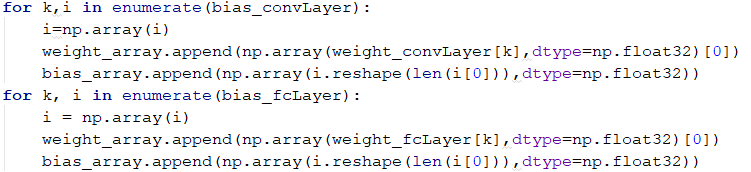 for k,i in enumerate(bias_convLayer):
    i=np.array(i)
    weight_array.append(np.array(weight_convLayer[k],dtype=np.float32)[0])
    bias_array.append(np.array(i.reshape(len(i[0])),dtype=np.float32))
for k, i in enumerate(bias_fcLayer):
    i = np.array(i)
    weight_array.append(np.array(weight_fcLayer[k],dtype=np.float32)[0])
    bias_array.append(np.array(i.reshape(len(i[0])),dtype=np.float32))